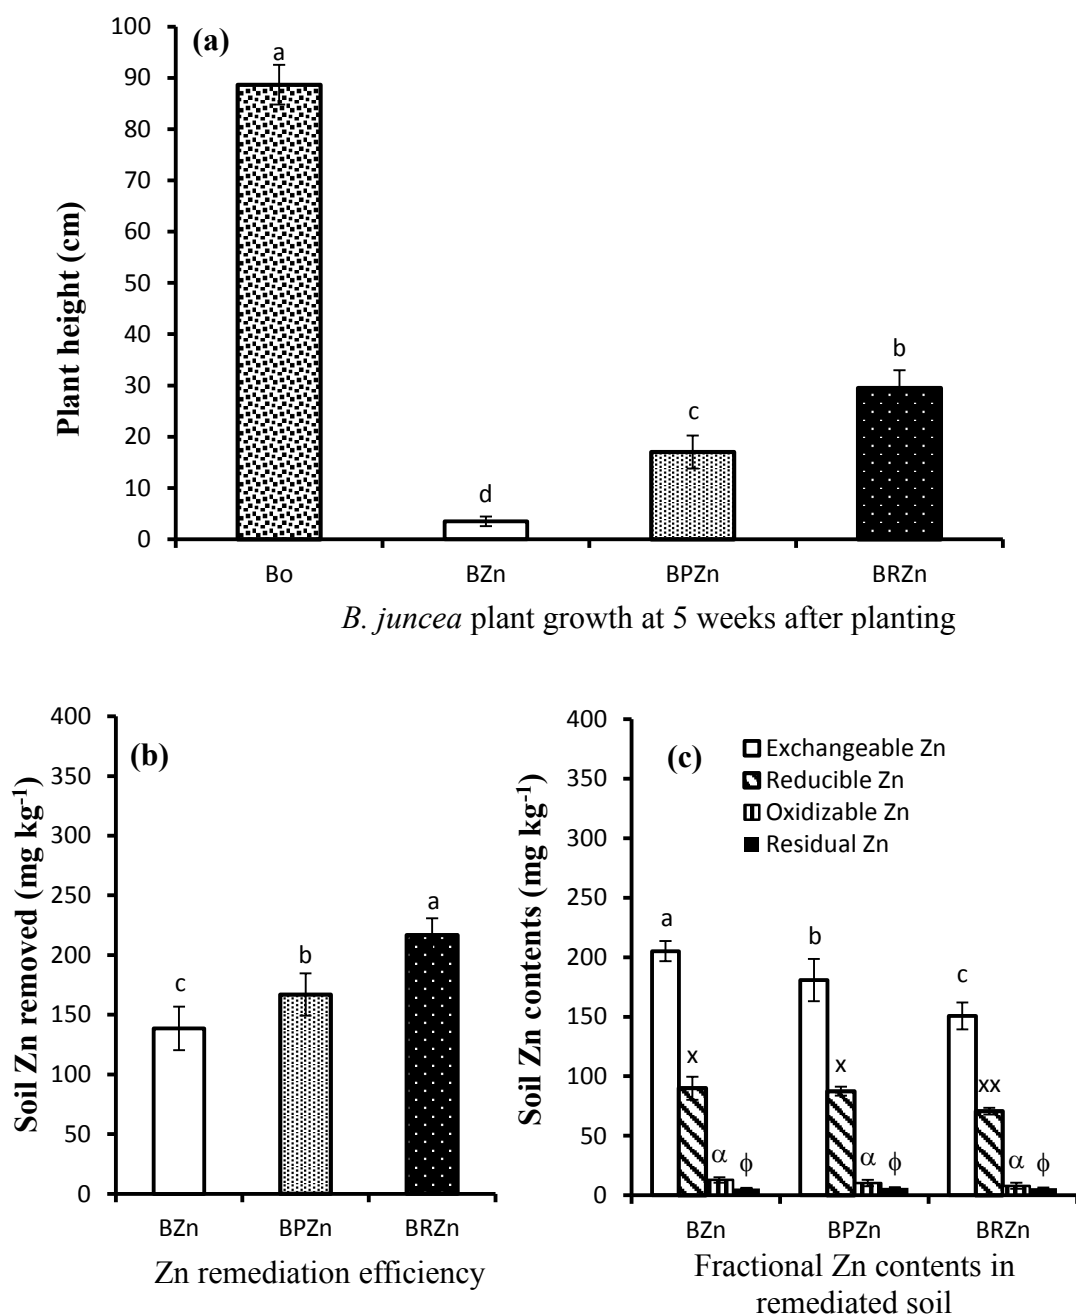 (a)
Plant height (cm)
100
90
80
70
60
50
40
30
20
10
0
a
d
c
b
Bo BZn BPZn BRZn
B. juncea plant growth at 5 weeks after planting
(b)
Soil Zn removed (mg kg⁻¹)
400
350
300
250
200
150
100
50
0
c
b
a
BZn BPZn BRZn
Zn remediation efficiency
(c)
Soil Zn contents (mg kg⁻¹)
400
350
300
250
200
150
100
50
0
Exchangeable Zn
Reducible Zn
Oxidizable Zn
Residual Zn
a
x
α
ϕ
b
x
α
ϕ
c
xx
α
ϕ
BZn BPZn BRZn
Fractional Zn contents in
remediated soil